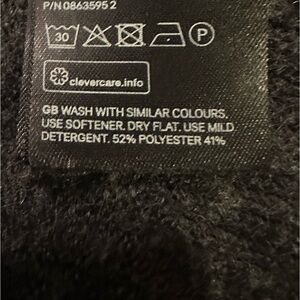 P/N 0863595 2
30 P
clevercare.info
GB WASH WITH SIMILAR COLOURS.
USE SOFTENER. DRY FLAT. USE MILD
DETERGENT. 52% POLYESTER 41%